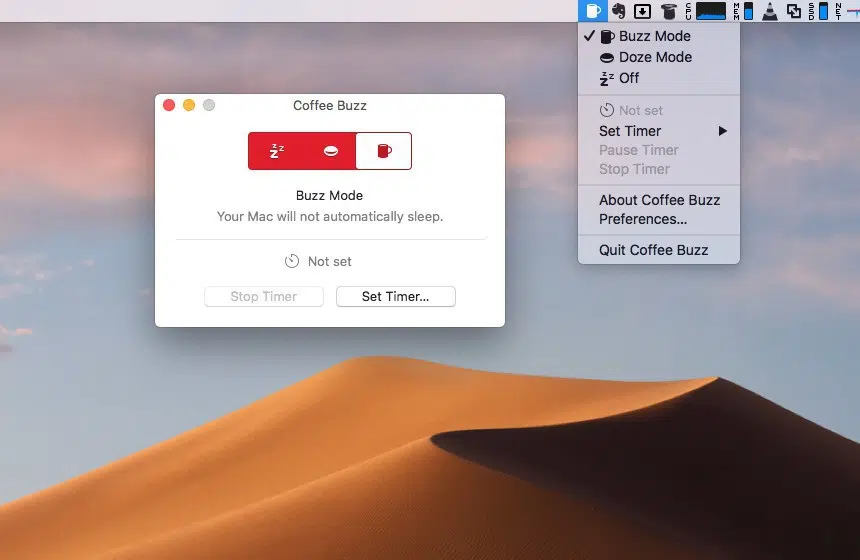 CPU
MEM
SSD
NET
Buzz Mode
Doze Mode
Off
Not set
Set Timer
Pause Timer
Stop Timer
About Coffee Buzz
Preferences...
Quit Coffee Buzz
Coffee Buzz
Buzz Mode
Your Mac will not automatically sleep.
Not set
Stop Timer
Set Timer...